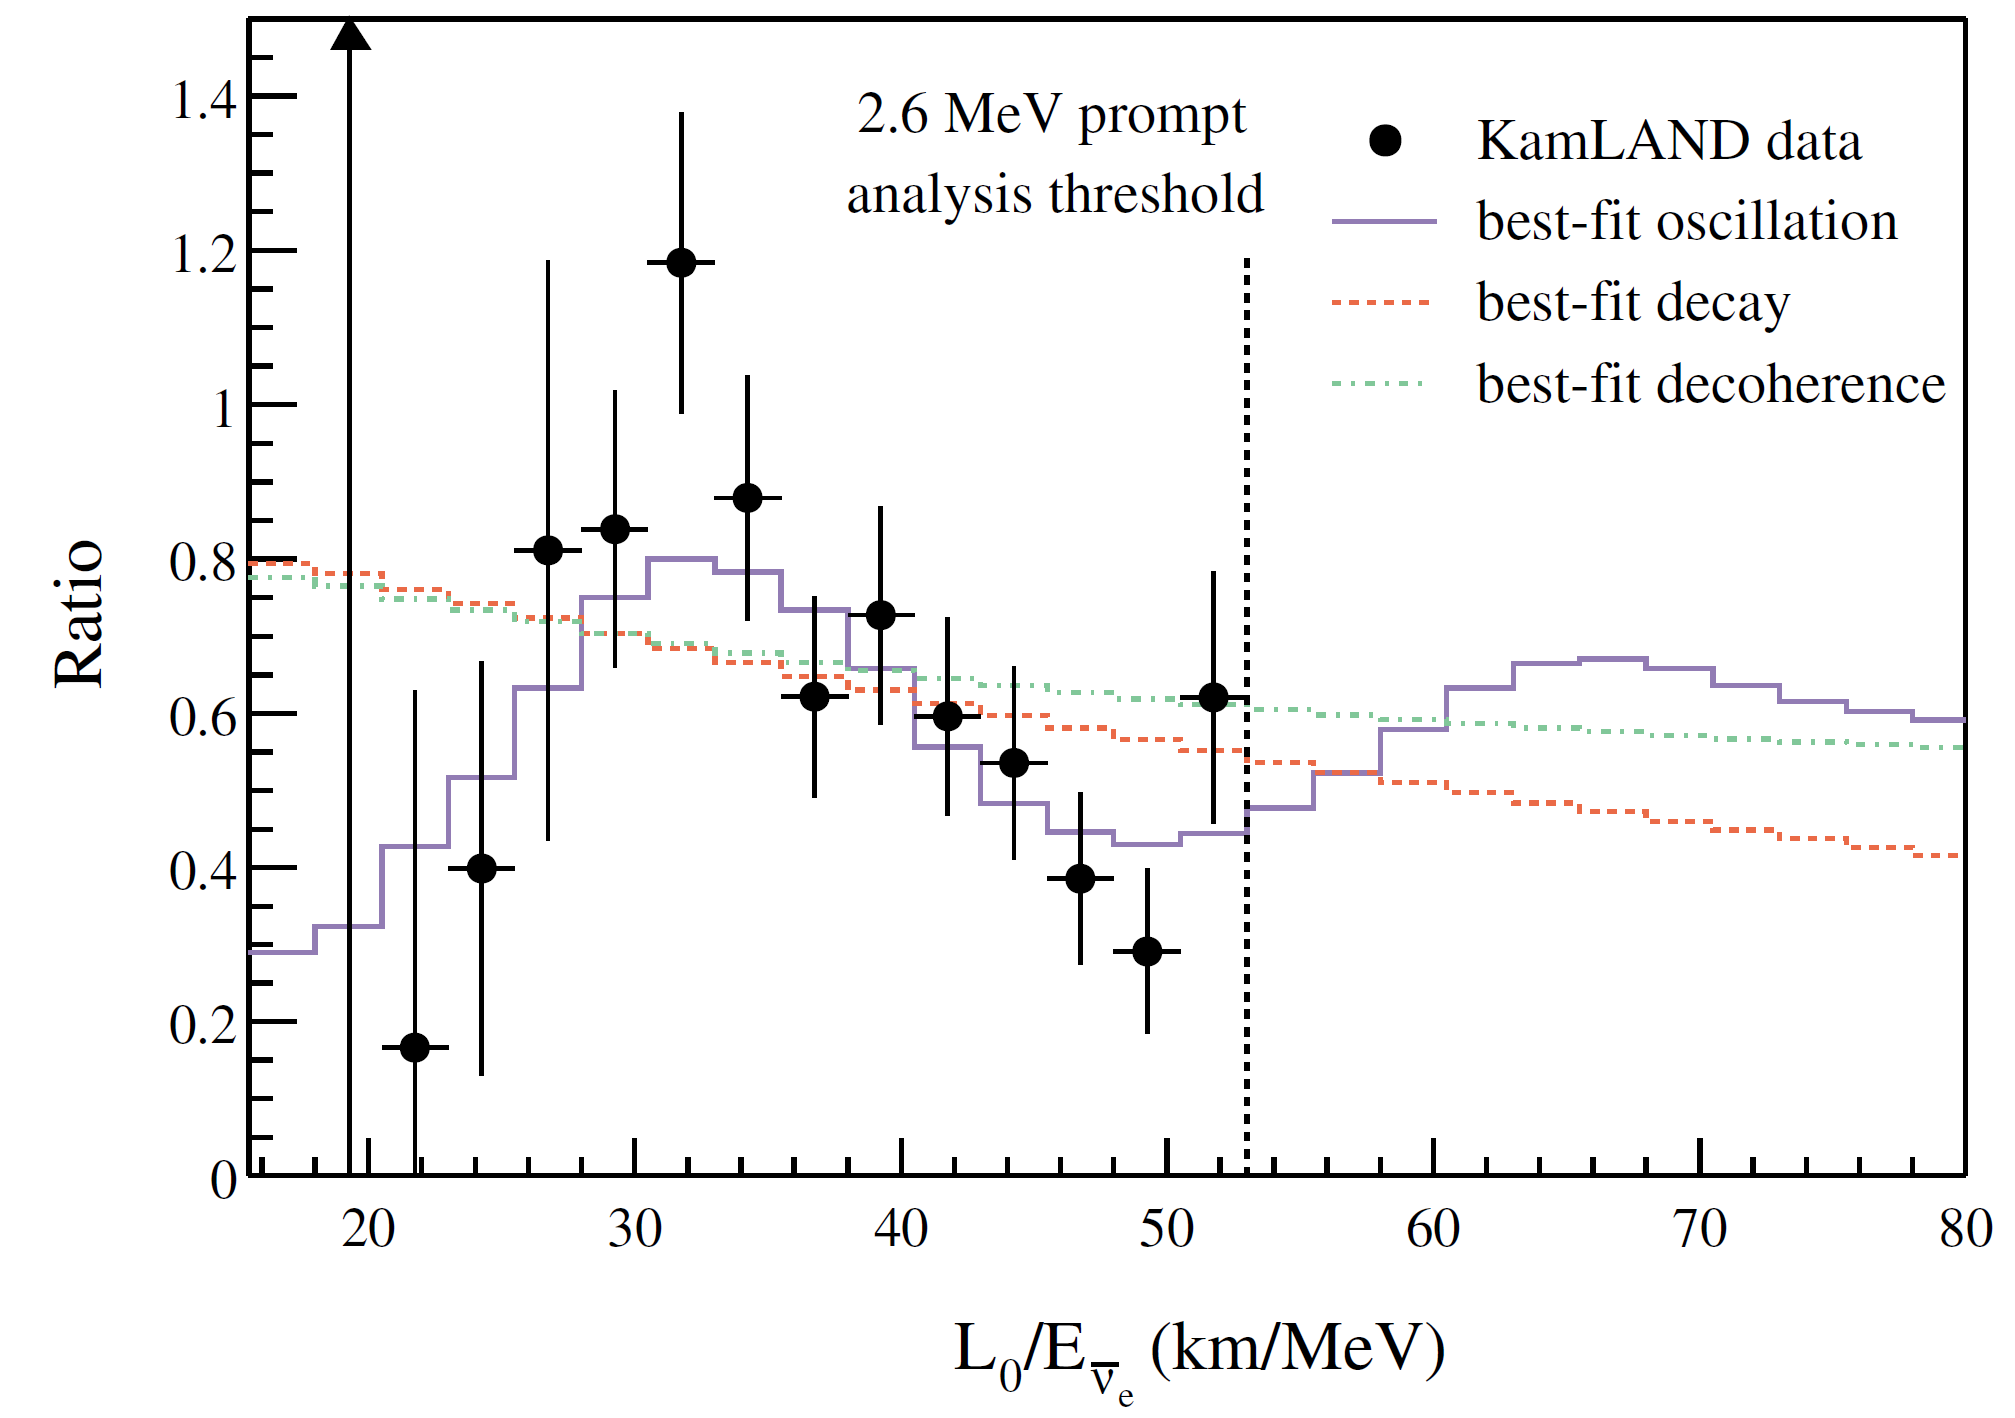 2.6 MeV prompt
analysis threshold
KamLAND data
best-fit oscillation
best-fit decay
best-fit decoherence
Ratio
1.4
1.2
1
0.8
0.6
0.4
0.2
0
20 30 40 50 60 70 80
L₀/E_ν̅ₑ (km/MeV)